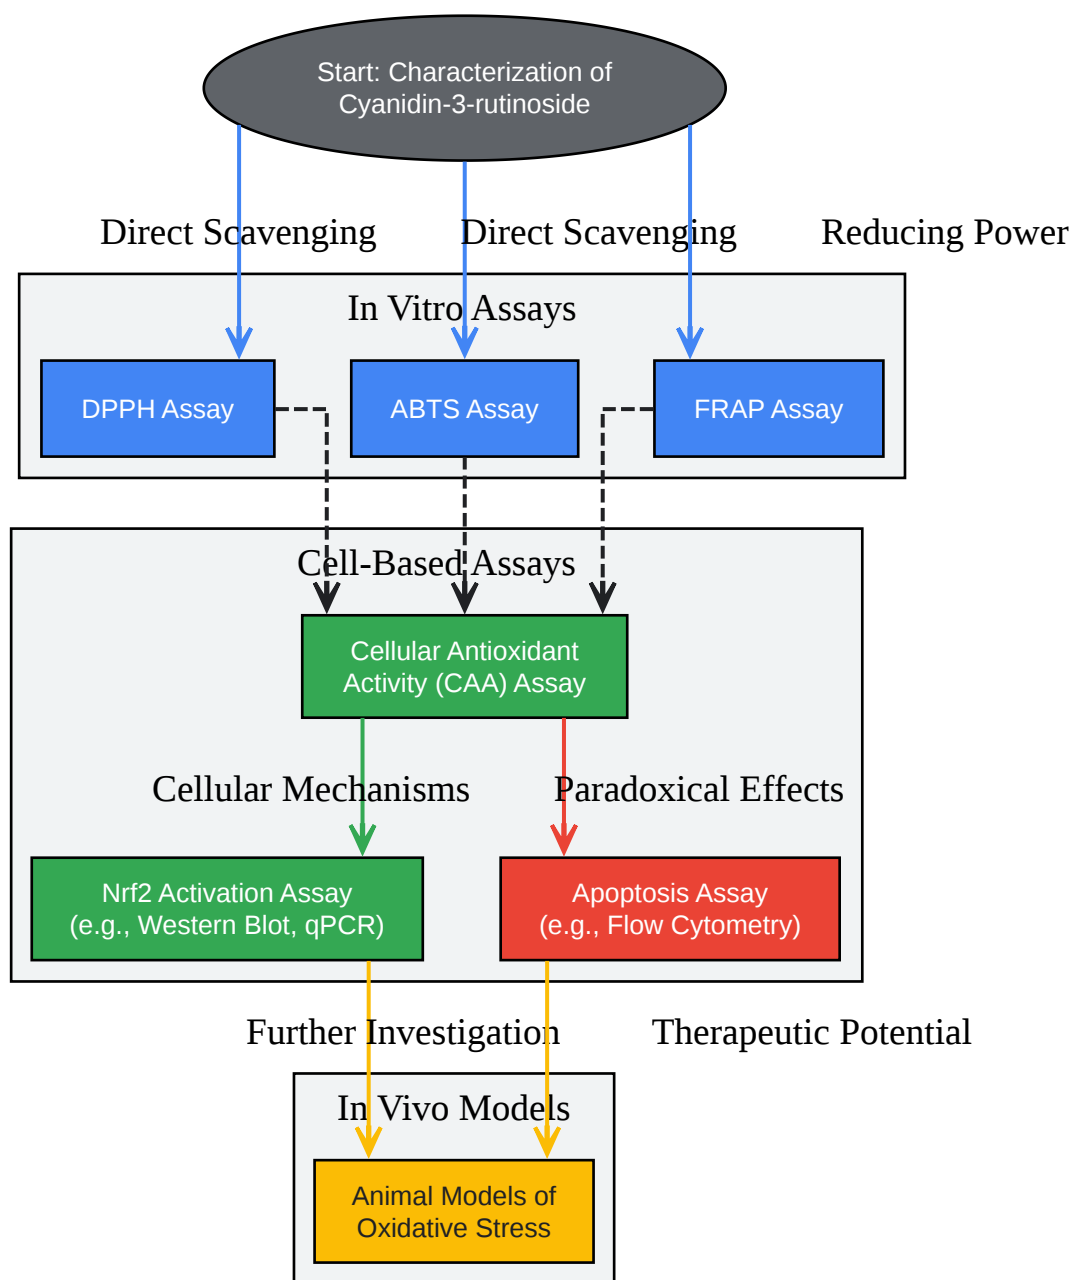 Start: Characterization of
Cyanidin-3-rutinoside
Direct Scavenging
Direct Scavenging
Reducing Power
In Vitro Assays
DPPH Assay
ABTS Assay
FRAP Assay
Cell-Based Assays
Cellular Antioxidant
Activity (CAA) Assay
Cellular Mechanisms
Paradoxical Effects
Nrf2 Activation Assay
(e.g., Western Blot, qPCR)
Apoptosis Assay
(e.g., Flow Cytometry)
Further Investigation
Therapeutic Potential
In Vivo Models
Animal Models of
Oxidative Stress